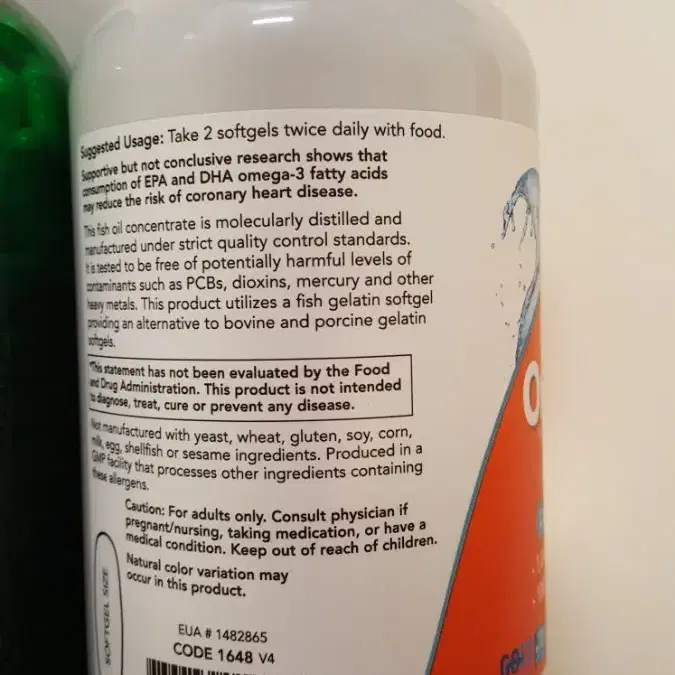 Suggested Usage: Take 2 softgels twice daily with food.
Supportive but not conclusive research shows that
consumption of EPA and DHA omega-3 fatty acids
may reduce the risk of coronary heart disease.
This fish oil concentrate is molecularly distilled and
manufactured under strict quality control standards.
It is tested to be free of potentially harmful levels of
contaminants such as PCBs, dioxins, mercury and other
heavy metals. This product utilizes a fish gelatin softgel
providing an alternative to bovine and porcine gelatin
softgels.
*This statement has not been evaluated by the Food
and Drug Administration. This product is not intended
to diagnose, treat, cure or prevent any disease.
Not manufactured with yeast, wheat, gluten, soy, corn,
milk, egg, shellfish or sesame ingredients. Produced in a
GMP facility that processes other ingredients containing
these allergens.
Caution: For adults only. Consult physician if
pregnant/nursing, taking medication, or have a
medical condition. Keep out of reach of children.
Natural color variation may
occur in this product.
SOFTGEL SIZE
EUA # 1482865
CODE 1648 V4
O